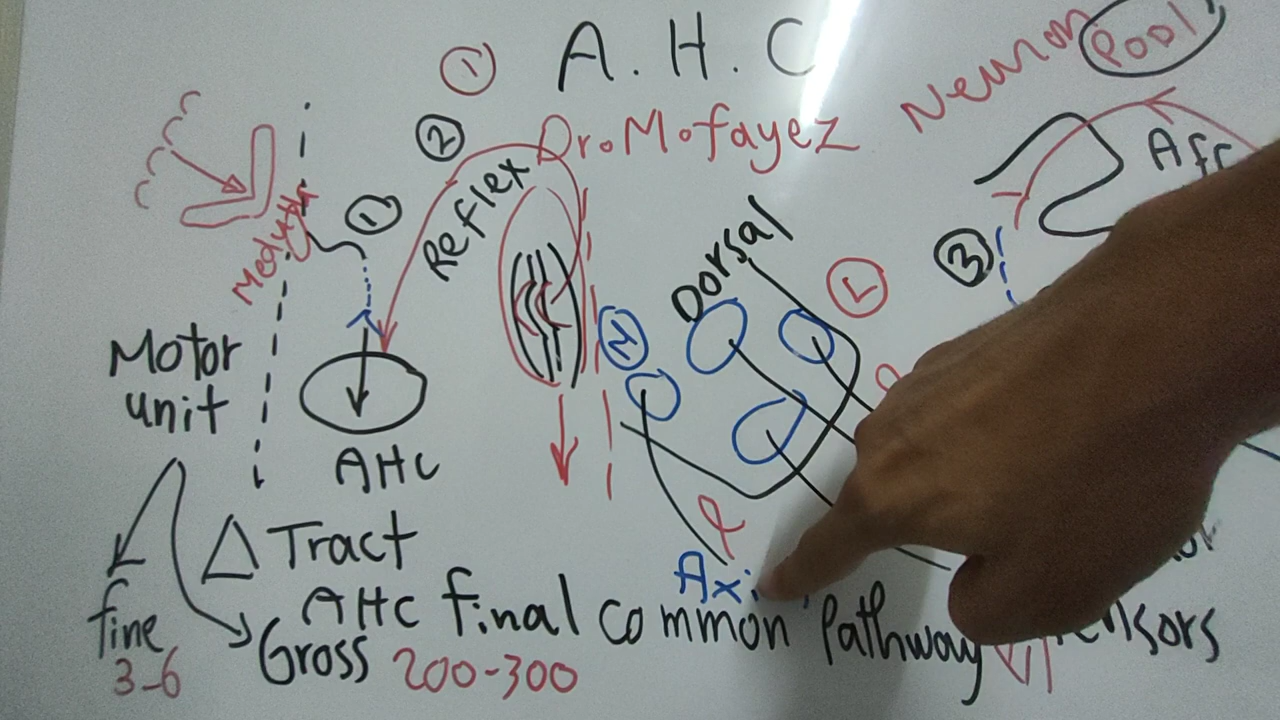 A. H. C
1
Neuron Pool
2
Dr. Mofayez
Reflex
Afr
1
Medulla
Dorsal
3
L
M
Motor
unit
AHC
△ Tract
Axi
AHC final common Pathway
fine
3-6
Gross 200-300